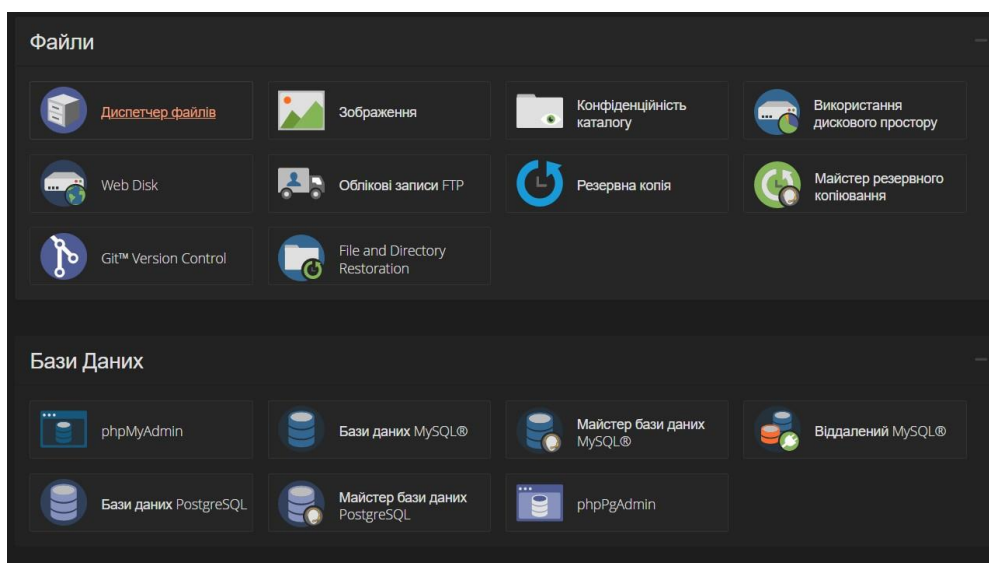 Файли
Диспетчер файлів
Зображення
Конфіденційність
каталогу
Використання
дискового простору
Web Disk
Облікові записи FTP
Резервна копія
Майстер резервного
копіювання
Git™ Version Control
File and Directory
Restoration
Бази Даних
phpMyAdmin
Бази даних MySQL®
Майстер бази даних
MySQL®
Віддалений MySQL®
Бази даних PostgreSQL
Майстер бази даних
PostgreSQL
phpPgAdmin